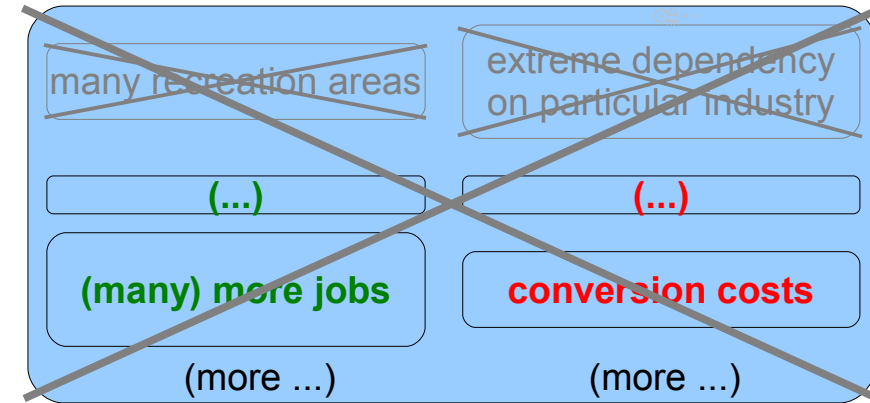 many recreation areas
extreme dependency
on particular industry
(...)
(...)
(many) more jobs
conversion costs
(more ...)
(more ...)